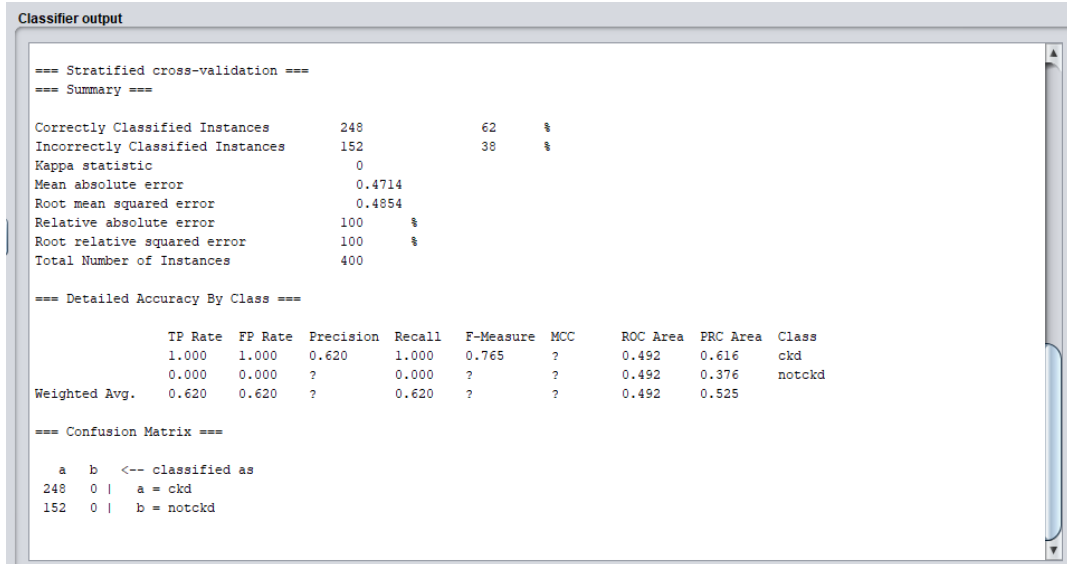 Classifier output
=== Stratified cross-validation ===
=== Summary ===
Correctly Classified Instances 248 62 %
Incorrectly Classified Instances 152 38 %
Kappa statistic 0
Mean absolute error 0.4714
Root mean squared error 0.4854
Relative absolute error 100 %
Root relative squared error 100 %
Total Number of Instances 400
=== Detailed Accuracy By Class ===
TP Rate FP Rate Precision Recall F-Measure MCC ROC Area PRC Area Class
1.000 1.000 0.620 1.000 0.765 ? 0.492 0.616 ckd
0.000 0.000 ? 0.000 ? ? 0.492 0.376 notckd
Weighted Avg. 0.620 0.620 ? 0.620 ? ? 0.492 0.525
=== Confusion Matrix ===
a b <-- classified as
248 0 | a = ckd
152 0 | b = notckd